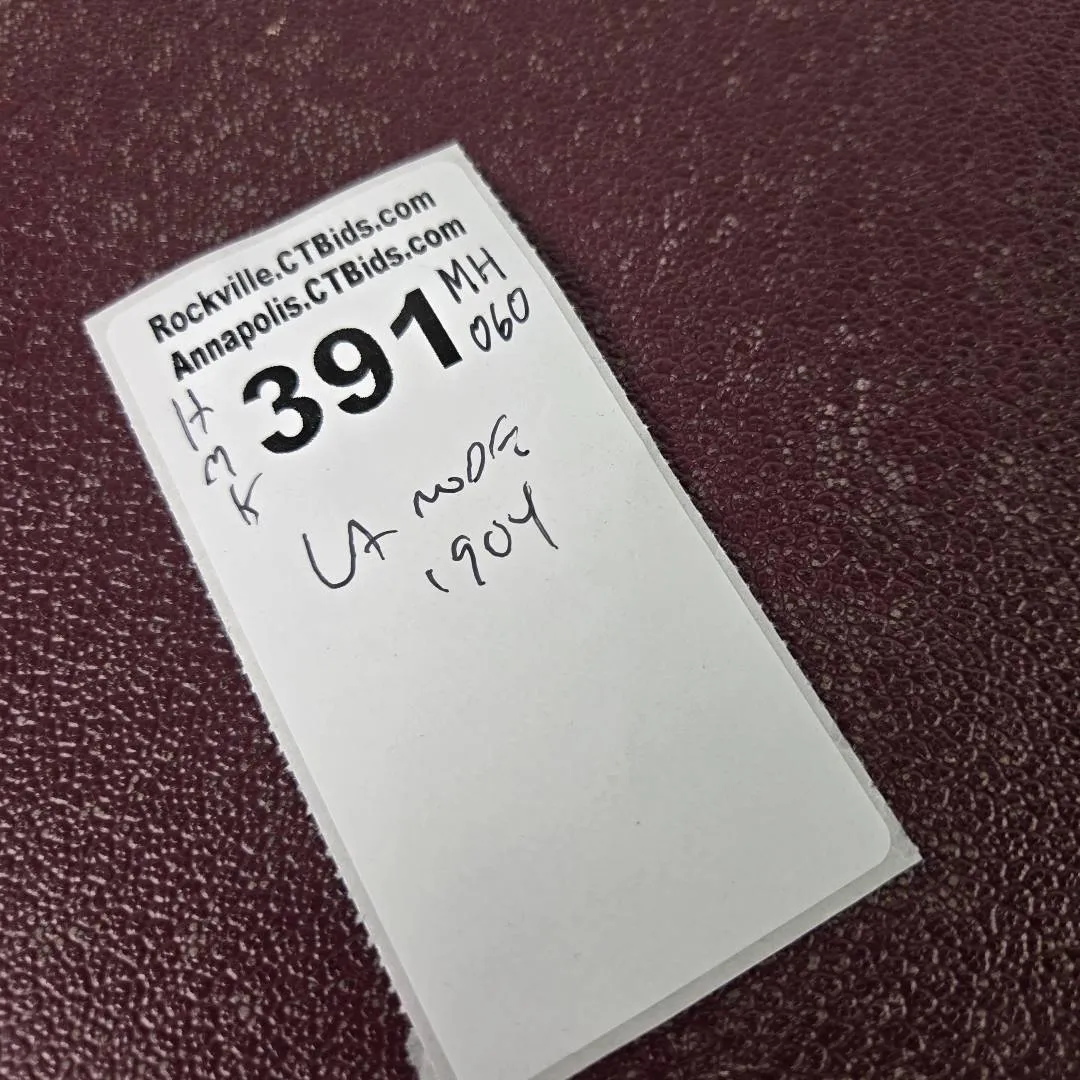 Rockville.CTBids.com
Annapolis.CTBids.com
391
MH
060
H
M
K
LA MODE
1904